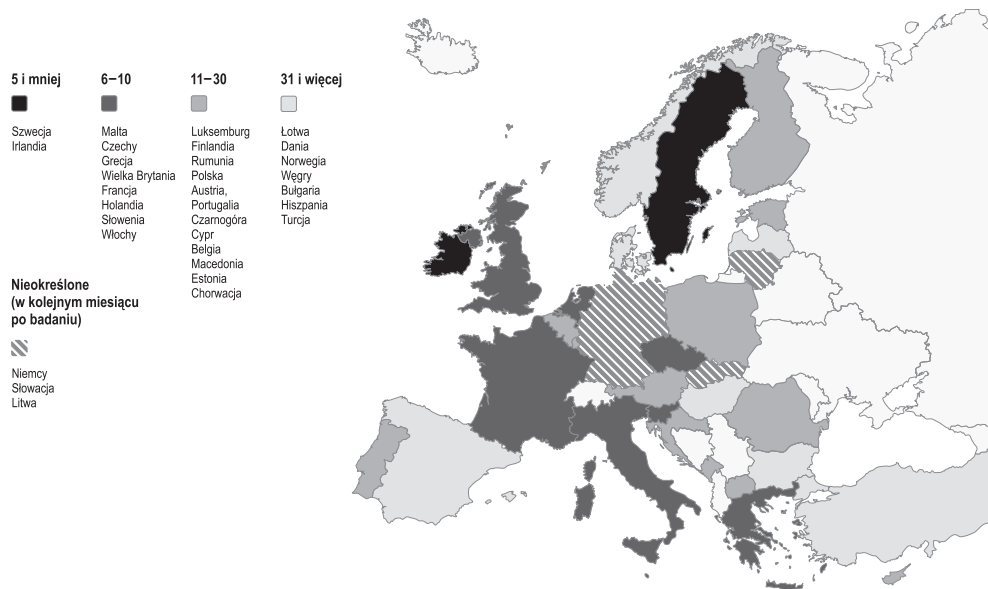 5 i mniej
Szwecja
Irlandia
6–10
Malta
Czechy
Grecja
Wielka Brytania
Francja
Holandia
Słowenia
Włochy
11–30
Luksemburg
Finlandia
Rumunia
Polska
Austria,
Portugalia
Czarnogóra
Cypr
Belgia
Macedonia
Estonia
Chorwacja
31 i więcej
Łotwa
Dania
Norwegia
Węgry
Bułgaria
Hiszpania
Turcja
Nieokreślone
(w kolejnym miesiącu
po badaniu)
Niemcy
Słowacja
Litwa